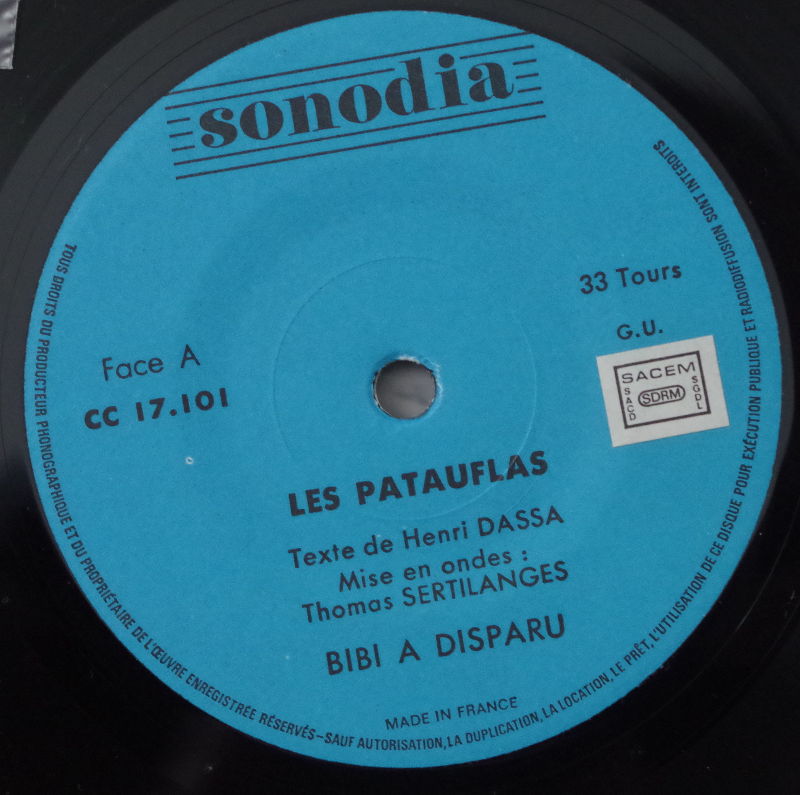 sonodia
33 Tours
G.U.
SACEM
SACD
SDRM
SGDL
Face A
CC 17.101
LES PATAUFLAS
Texte de Henri DASSA
Mise en ondes :
Thomas SERTILANGES
BIBI A DISPARU
MADE IN FRANCE
TOUS DROITS DU PRODUCTEUR PHONOGRAPHIQUE ET DU PROPRIÉTAIRE DE L'ŒUVRE ENREGISTRÉE RÉSERVÉS-SAUF AUTORISATION, LA DUPLICATION, LA LOCATION, LE PRÊT, L'UTILISATION DE CE DISQUE POUR EXÉCUTION PUBLIQUE ET RADIODIFFUSION SONT INTERDITS